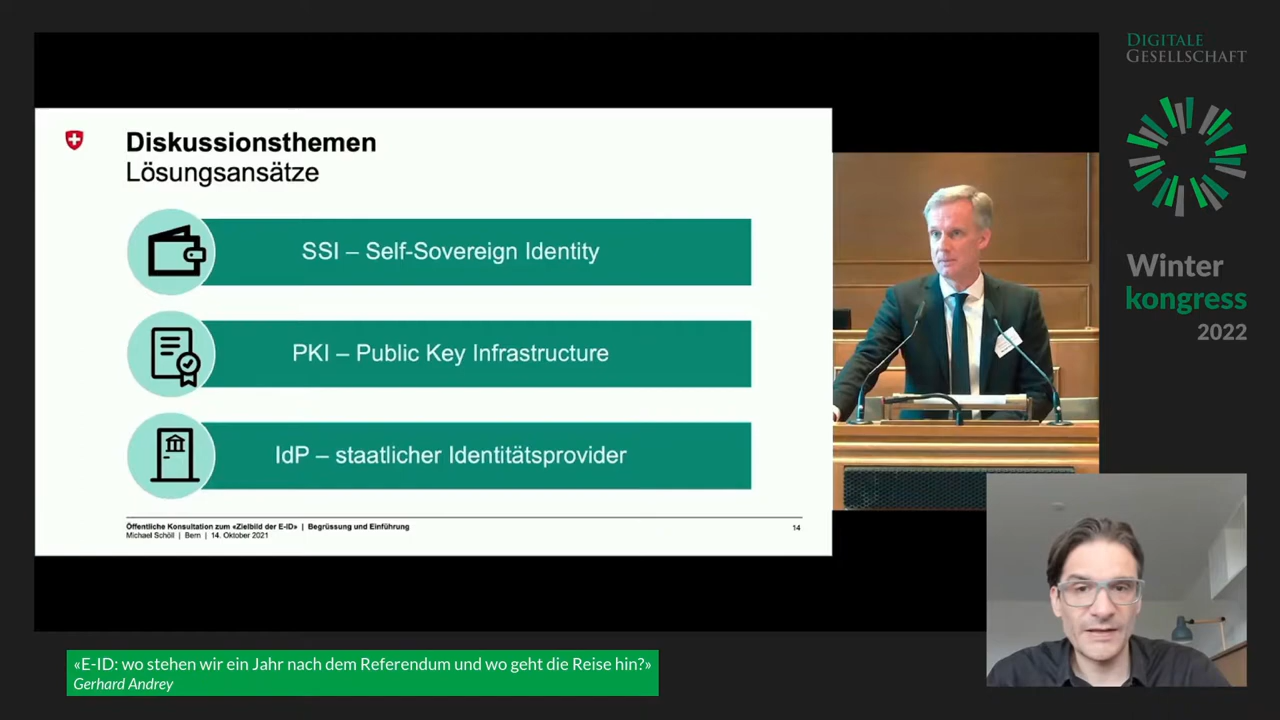 DIGITALE
GESELLSCHAFT
Winter
kongress
2022
Diskussionsthemen
Lösungsansätze
SSI – Self-Sovereign Identity
PKI – Public Key Infrastructure
IdP – staatlicher Identitätsprovider
Öffentliche Konsultation zum «Zielbild der E-ID» | Begrüssung und Einführung
Michael Schöll | Bern | 14. Oktober 2021
14
«E-ID: wo stehen wir ein Jahr nach dem Referendum und wo geht die Reise hin?»
Gerhard Andrey